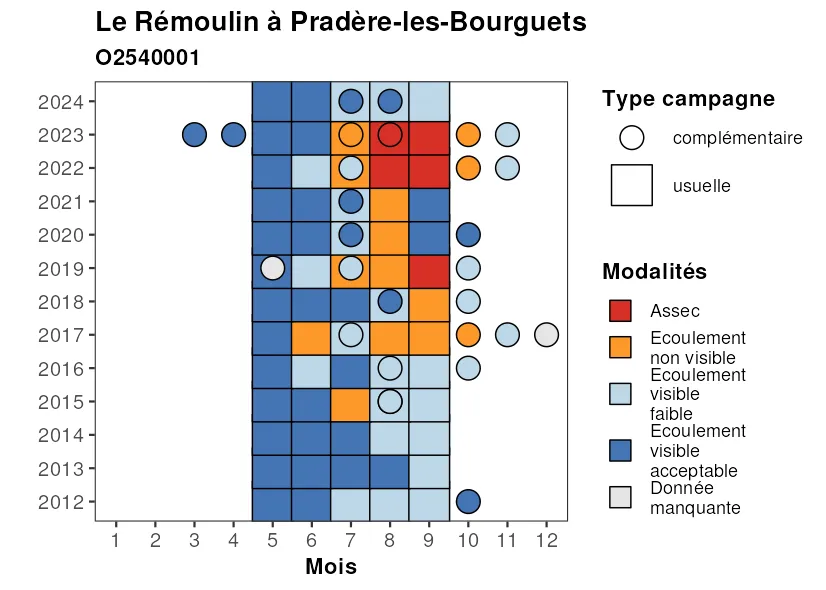 Le Rémoulin à Pradère-les-Bourguets
O2540001
2024
2023
2022
2021
2020
2019
2018
2017
2016
2015
2014
2013
2012
1 2 3 4 5 6 7 8 9 10 11 12
Mois
Type campagne
complémentaire
usuelle
Modalités
Assec
Ecoulement
non visible
Ecoulement
visible
faible
Ecoulement
visible
acceptable
Donnée
manquante